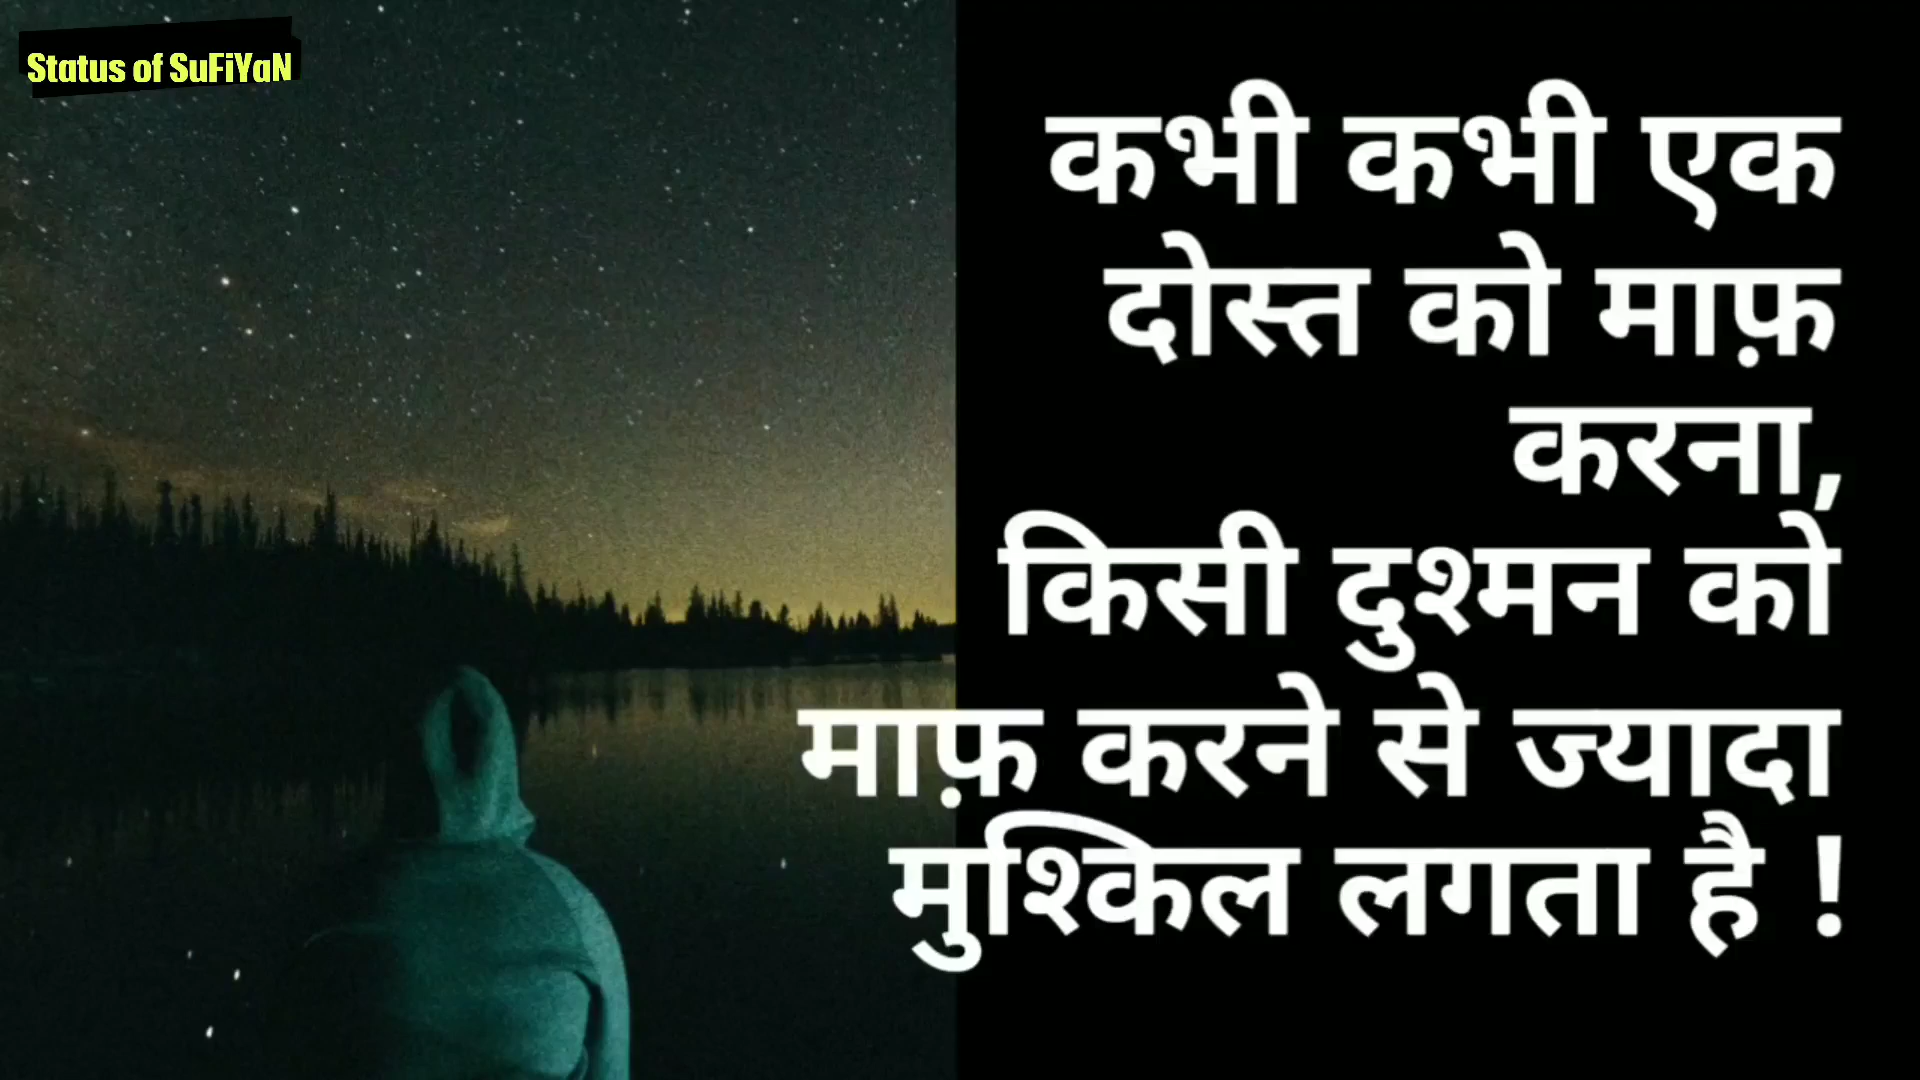 Status of SuFiYaN
कभी कभी एक
दोस्त को माफ़
करना,
किसी दुश्मन को
माफ़ करने से ज्यादा
मुश्किल लगता है !